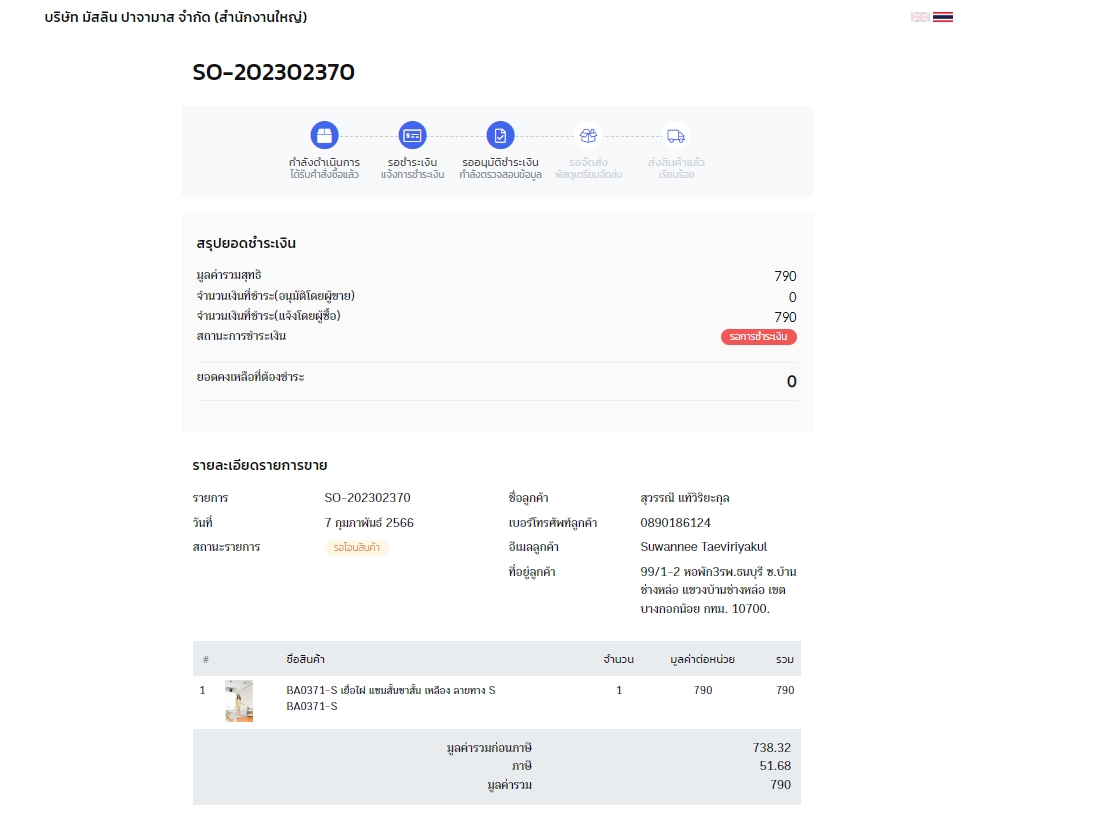 บริษัท มัสลิน ปาจามาส จำกัด (สำนักงานใหญ่)
SO-202302370
กำลังดำเนินการ รอชำระเงิน รออนุมัติชำระเงิน รอจัดส่ง ส่งสินค้าแล้ว
ได้รับคำสั่งซื้อแล้ว แจ้งการชำระเงิน กำลังตรวจสอบข้อมูล พัสดุเตรียมจัดส่ง เรียบร้อย
สรุปยอดชำระเงิน
มูลค่ารวมสุทธิ 790
จำนวนเงินที่ชำระ(อนุมัติโดยผู้ขาย) 0
จำนวนเงินที่ชำระ(แจ้งโดยผู้ซื้อ) 790
สถานะการชำระเงิน รอการชำระเงิน
ยอดคงเหลือที่ต้องชำระ 0
รายละเอียดรายการขาย
รายการ SO-202302370 ชื่อลูกค้า สุวรรณี แท้วิริยะกุล
วันที่ 7 กุมภาพันธ์ 2566 เบอร์โทรศัพท์ลูกค้า 0890186124
สถานะรายการ รอโอนสินค้า อีเมลลูกค้า Suwannee Taeviriyakul
ที่อยู่ลูกค้า 99/1-2 หอพัก3รพ.ธนบุรี ซ.บ้าน
ช่างหล่อ แขวงบ้านช่างหล่อ เขต
บางกอกน้อย กทม. 10700.
# ชื่อสินค้า จำนวน มูลค่าต่อหน่วย รวม
1 BA0371-S เยื่อไผ่ แขนสั้นขาสั้น เหลือง ลายทาง S 1 790 790
BA0371-S
มูลค่ารวมก่อนภาษี 738.32
ภาษี 51.68
มูลค่ารวม 790